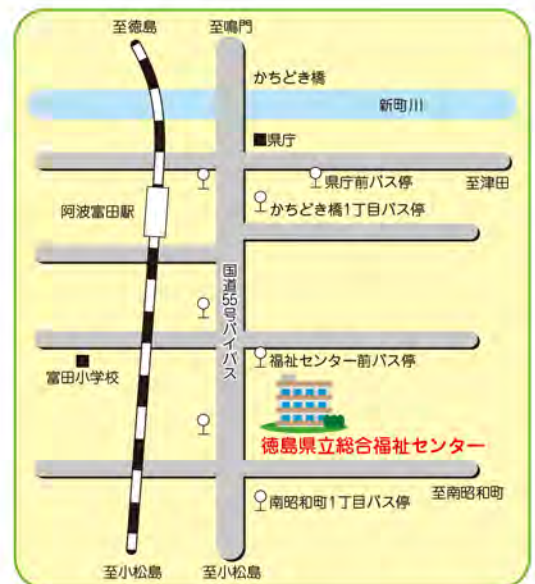 至徳島
至鳴門
かちどき橋
新町川
■県庁
県庁前バス停
至津田
阿波富田駅
かちどき橋1丁目バス停
国道55号バイパス
福祉センター前バス停
富田小学校
徳島県立総合福祉センター
至南昭和町
南昭和町1丁目バス停
至小松島
至小松島